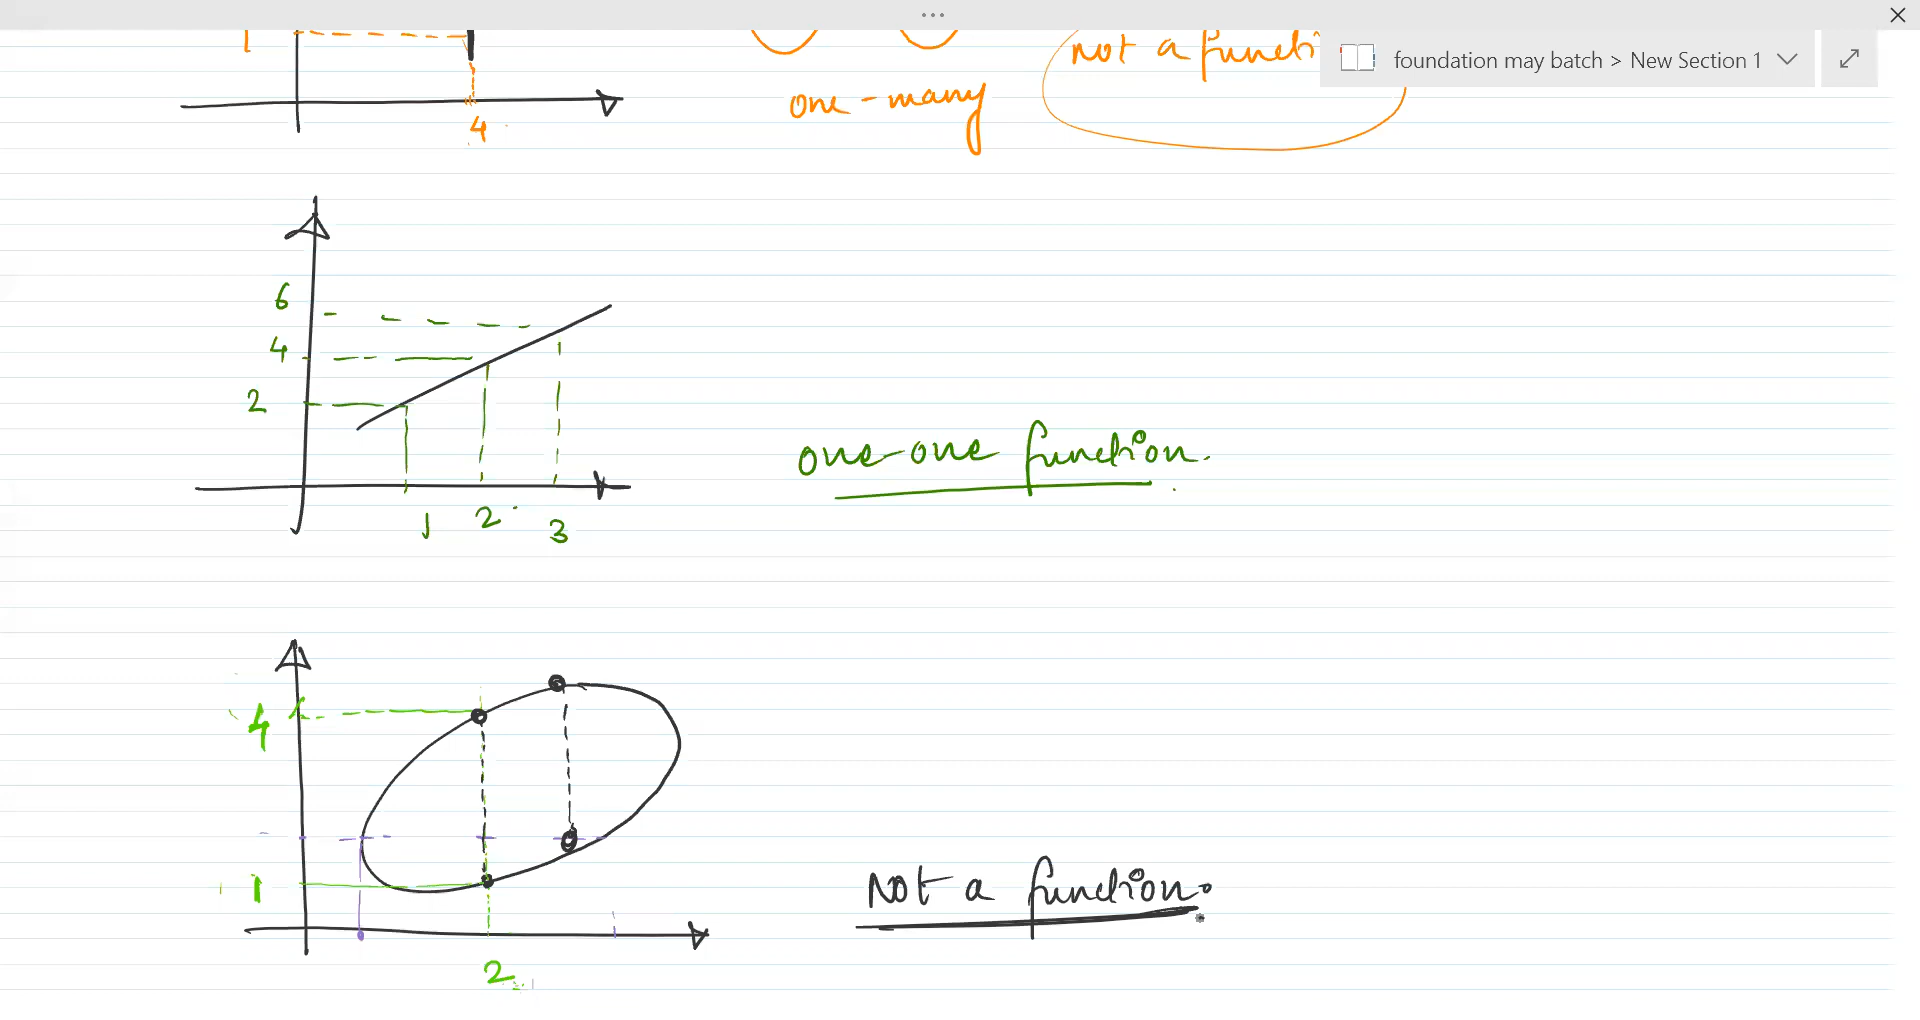 1
not a functi
foundation may batch > New Section 1
one-many
4
6
4
2
one-one function.
1 2 3
4
1
Not a function.
2